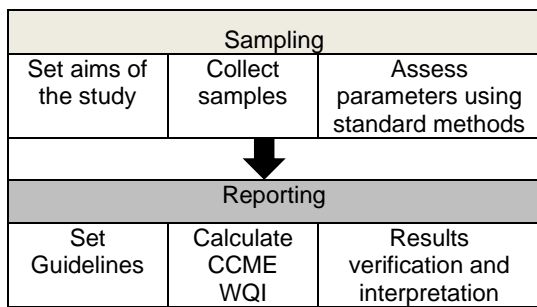 Sampling
Set aims of
the study
Collect
samples
Assess
parameters using
standard methods
Reporting
Set
Guidelines
Calculate
CCME
WQI
Results
verification and
interpretation